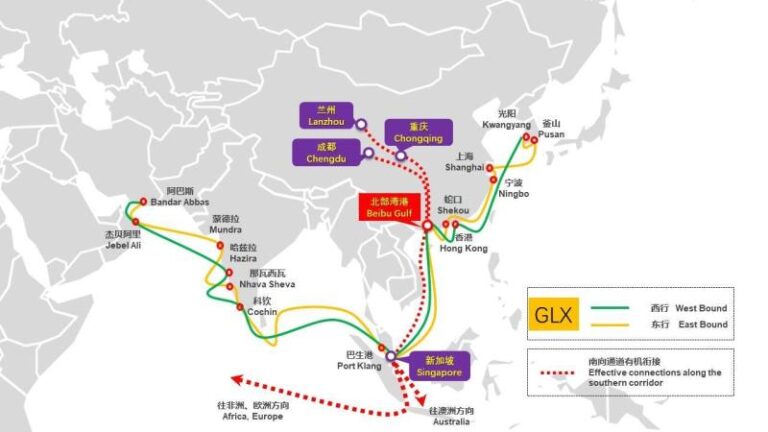 兰州
Lanzhou
成都
Chengdu
重庆
Chongqing
光阳
Kwangyang
釜山
Pusan
上海
Shanghai
宁波
Ningbo
蛇口
Shekou
香港
Hong Kong
北部湾港
Beibu Gulf
阿巴斯
Bandar Abbas
杰贝阿里
Jebel Ali
蒙德拉
Mundra
哈兹拉
Hazira
那瓦西瓦
Nhava Sheva
科钦
Cochin
巴生港
Port Klang
新加坡
Singapore
往非洲、欧洲方向
Africa, Europe
往澳洲方向
Australia
GLX
西行 West Bound
东行 East Bound
南向通道有机衔接
Effective connections along the
southern corridor